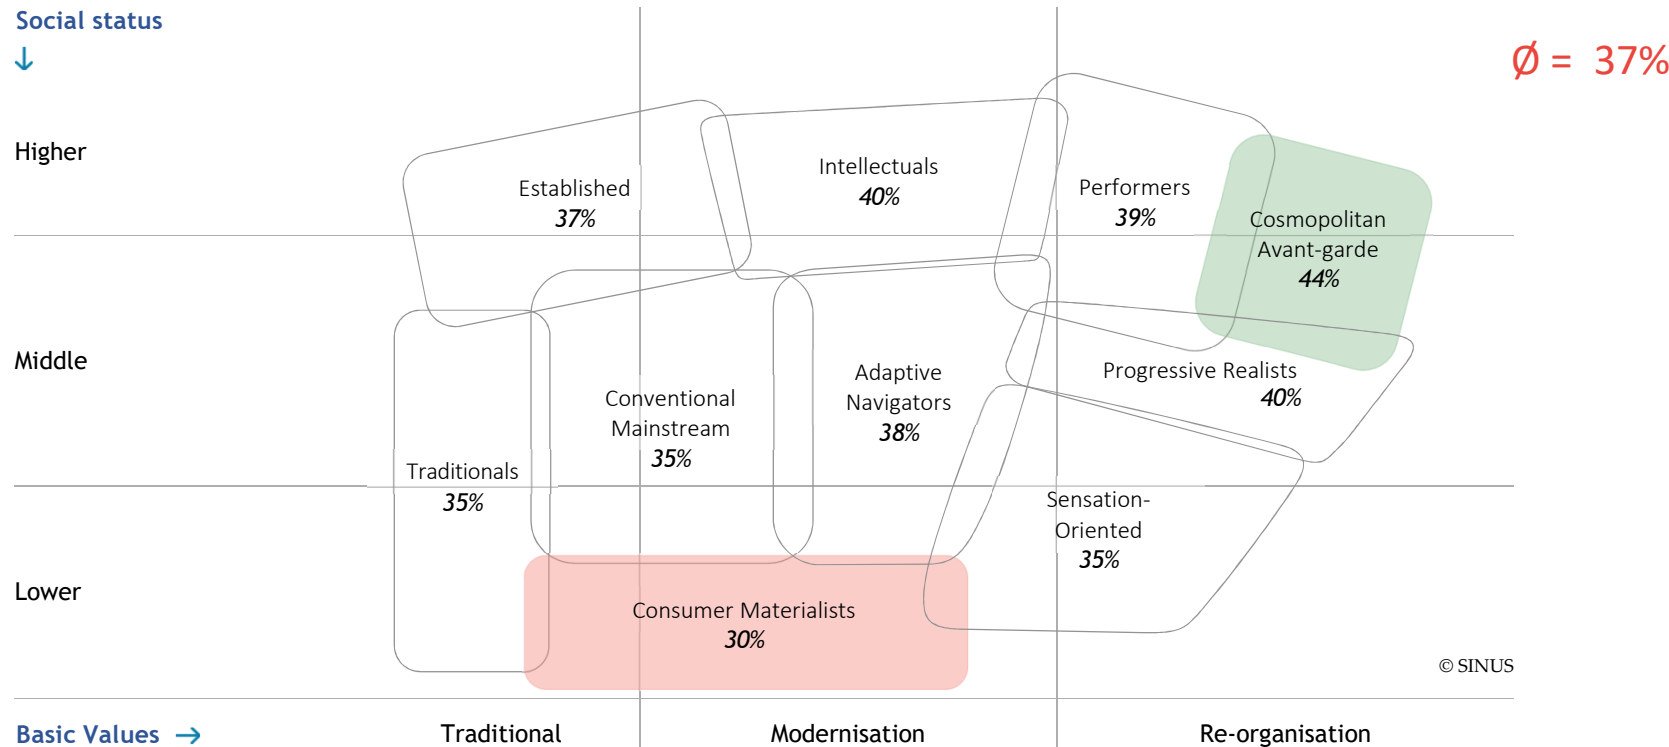 Social status
↓
Ø = 37%
Higher
Established
37%
Intellectuals
40%
Performers
39%
Cosmopolitan
Avant-garde
44%
Middle
Traditionals
35%
Conventional
Mainstream
35%
Adaptive
Navigators
38%
Progressive Realists
40%
Sensation-
Oriented
35%
Lower
Consumer Materialists
30%
© SINUS
Basic Values →
Traditional
Modernisation
Re-organisation